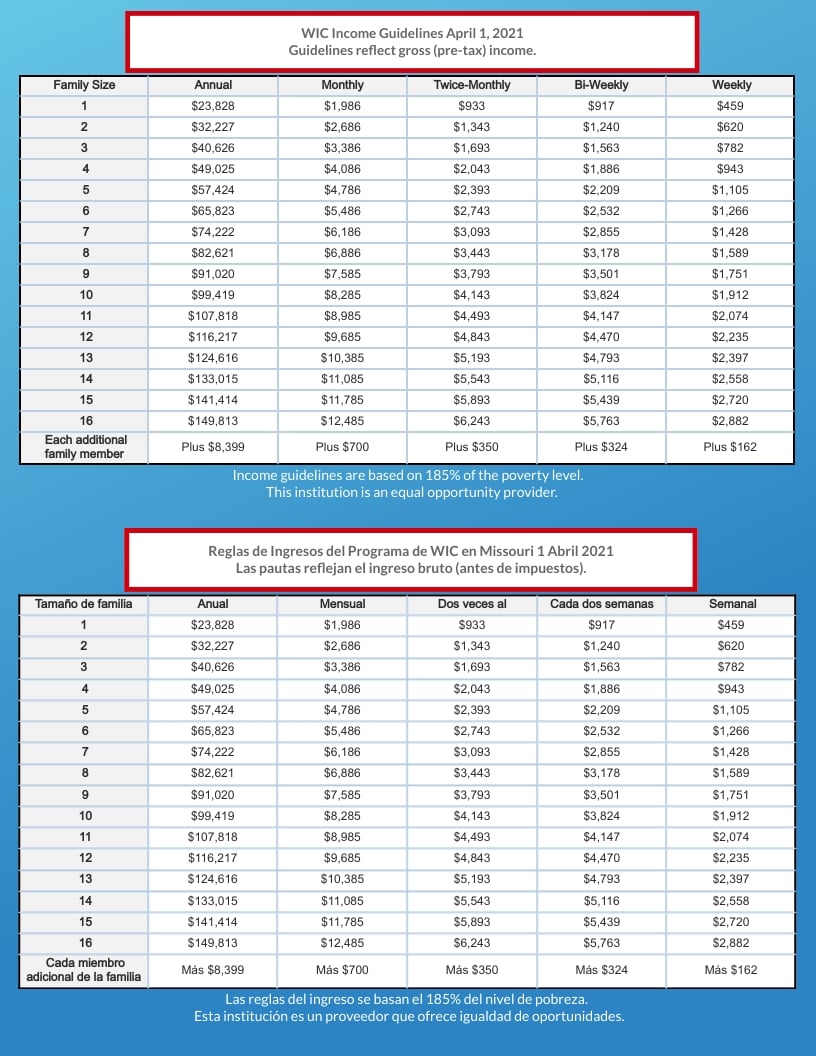 WIC Income Guidelines April 1, 2021
Guidelines reflect gross (pre-tax) income.
Family Size Annual Monthly Twice-Monthly Bi-Weekly Weekly
1 $23,828 $1,986 $933 $917 $459
2 $32,227 $2,686 $1,343 $1,240 $620
3 $40,626 $3,386 $1,693 $1,563 $782
4 $49,025 $4,086 $2,043 $1,886 $943
5 $57,424 $4,786 $2,393 $2,209 $1,105
6 $65,823 $5,486 $2,743 $2,532 $1,266
7 $74,222 $6,186 $3,093 $2,855 $1,428
8 $82,621 $6,886 $3,443 $3,178 $1,589
9 $91,020 $7,585 $3,793 $3,501 $1,751
10 $99,419 $8,285 $4,143 $3,824 $1,912
11 $107,818 $8,985 $4,493 $4,147 $2,074
12 $116,217 $9,685 $4,843 $4,470 $2,235
13 $124,616 $10,385 $5,193 $4,793 $2,397
14 $133,015 $11,085 $5,543 $5,116 $2,558
15 $141,414 $11,785 $5,893 $5,439 $2,720
16 $149,813 $12,485 $6,243 $5,763 $2,882
Each additional
family member Plus $8,399 Plus $700 Plus $350 Plus $324 Plus $162
Income guidelines are based on 185% of the poverty level.
This institution is an equal opportunity provider.
Reglas de Ingresos del Programa de WIC en Missouri 1 Abril 2021
Las pautas reflejan el ingreso bruto (antes de impuestos).
Tamaño de familia Anual Mensual Dos veces al Cada dos semanas Semanal
1 $23,828 $1,986 $933 $917 $459
2 $32,227 $2,686 $1,343 $1,240 $620
3 $40,626 $3,386 $1,693 $1,563 $782
4 $49,025 $4,086 $2,043 $1,886 $943
5 $57,424 $4,786 $2,393 $2,209 $1,105
6 $65,823 $5,486 $2,743 $2,532 $1,266
7 $74,222 $6,186 $3,093 $2,855 $1,428
8 $82,621 $6,886 $3,443 $3,178 $1,589
9 $91,020 $7,585 $3,793 $3,501 $1,751
10 $99,419 $8,285 $4,143 $3,824 $1,912
11 $107,818 $8,985 $4,493 $4,147 $2,074
12 $116,217 $9,685 $4,843 $4,470 $2,235
13 $124,616 $10,385 $5,193 $4,793 $2,397
14 $133,015 $11,085 $5,543 $5,116 $2,558
15 $141,414 $11,785 $5,893 $5,439 $2,720
16 $149,813 $12,485 $6,243 $5,763 $2,882
Cada miembro
adicional de la familia Más $8,399 Más $700 Más $350 Más $324 Más $162
Las reglas del ingreso se basan el 185% del nivel de pobreza.
Esta institución es un proveedor que ofrece igualdad de oportunidades.